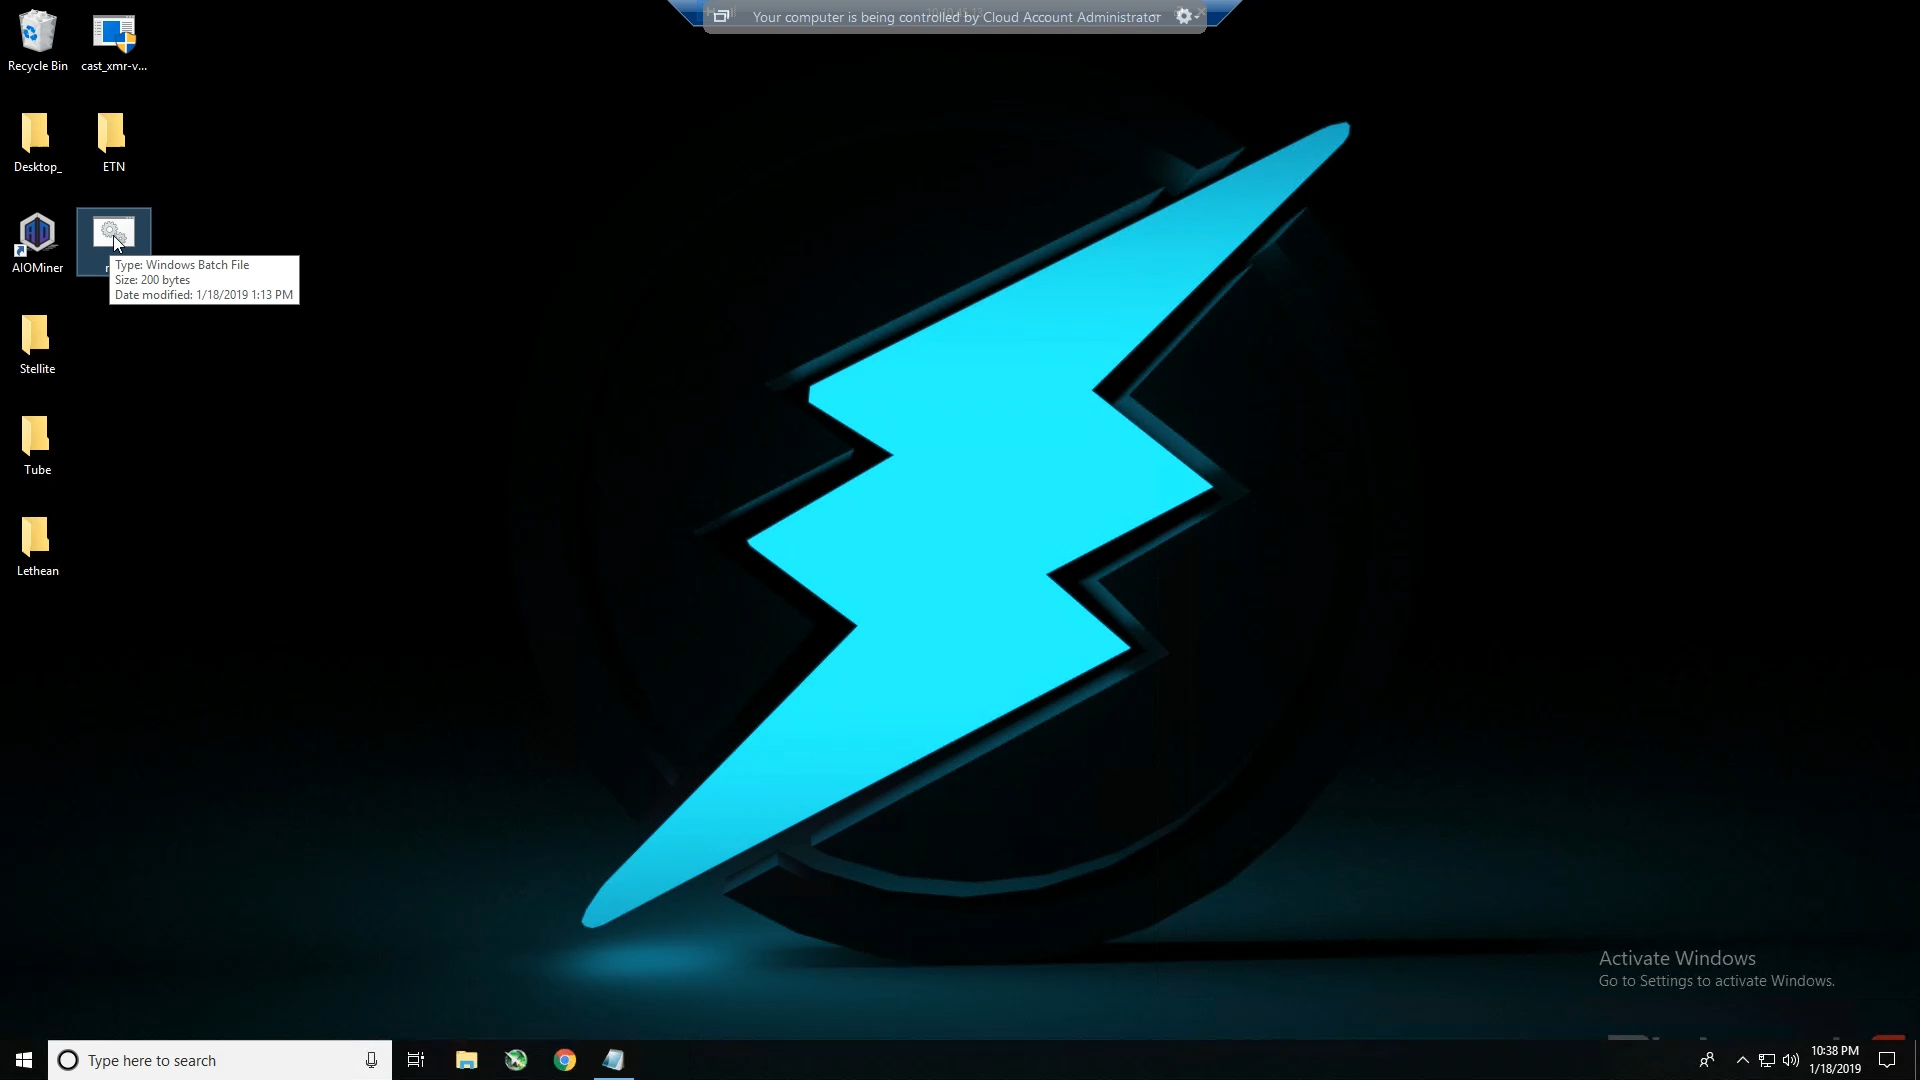 Your computer is being controlled by Cloud Account Administrator
Recycle Bin
cast_xmr-v...
Desktop_
ETN
AIOMiner
Type: Windows Batch File
Size: 200 bytes
Date modified: 1/18/2019 1:13 PM
Stellite
Tube
Lethean
Activate Windows
Go to Settings to activate Windows.
Type here to search
10:38 PM
1/18/2019